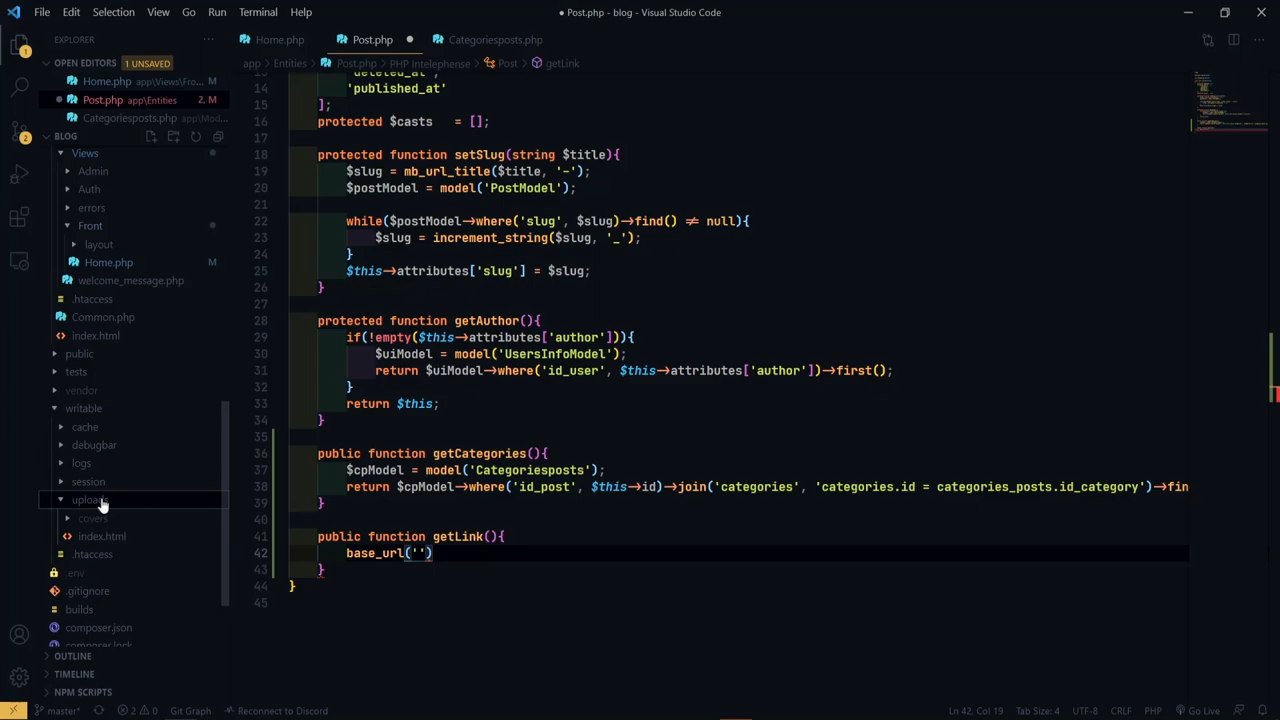 File Edit Selection View Go Run Terminal Help
● Post.php - blog - Visual Studio Code
EXPLORER ···
Home.php Post.php ● Categoriesposts.php
OPEN EDITORS 1 UNSAVED
app > Entities > Post.php > PHP Intelephense > Post > getLink
Home.php app\Views\Fro... M
Post.php app\Entities 2, M
Categoriesposts.php app\Mod...
BLOG
Views
Admin
Auth
errors
Front
layout
Home.php M
welcome_message.php
.htaccess
Common.php
index.html
public
tests
vendor
writable
cache
debugbar
logs
session
uploads
covers
index.html
.htaccess
.env
.gitignore
builds
composer.json
composer.lock
OUTLINE
TIMELINE
NPM SCRIPTS
13 'deleted_at',
14 'published_at'
15 ];
16 protected $casts   = [];
17
18 protected function setSlug(string $title){
19 $slug = mb_url_title($title, '-');
20 $postModel = model('PostModel');
21
22 while($postModel->where('slug', $slug)->find() != null){
23 $slug = increment_string($slug, '_');
24 }
25 $this->attributes['slug'] = $slug;
26 }
27
28 protected function getAuthor(){
29 if(!empty($this->attributes['author'])){
30 $uiModel = model('UsersInfoModel');
31 return $uiModel->where('id_user', $this->attributes['author'])->first();
32 }
33 return $this;
34 }
35
36 public function getCategories(){
37 $cpModel = model('Categoriesposts');
38 return $cpModel->where('id_post', $this->id)->join('categories', 'categories.id = categories_posts.id_category')->fin
39 }
40
41 public function getLink(){
42 base_url('')
43 }
44 }
45
master* 2 0 Git Graph Reconnect to Discord Ln 42, Col 19 Tab Size: 4 UTF-8 CRLF PHP Go Live